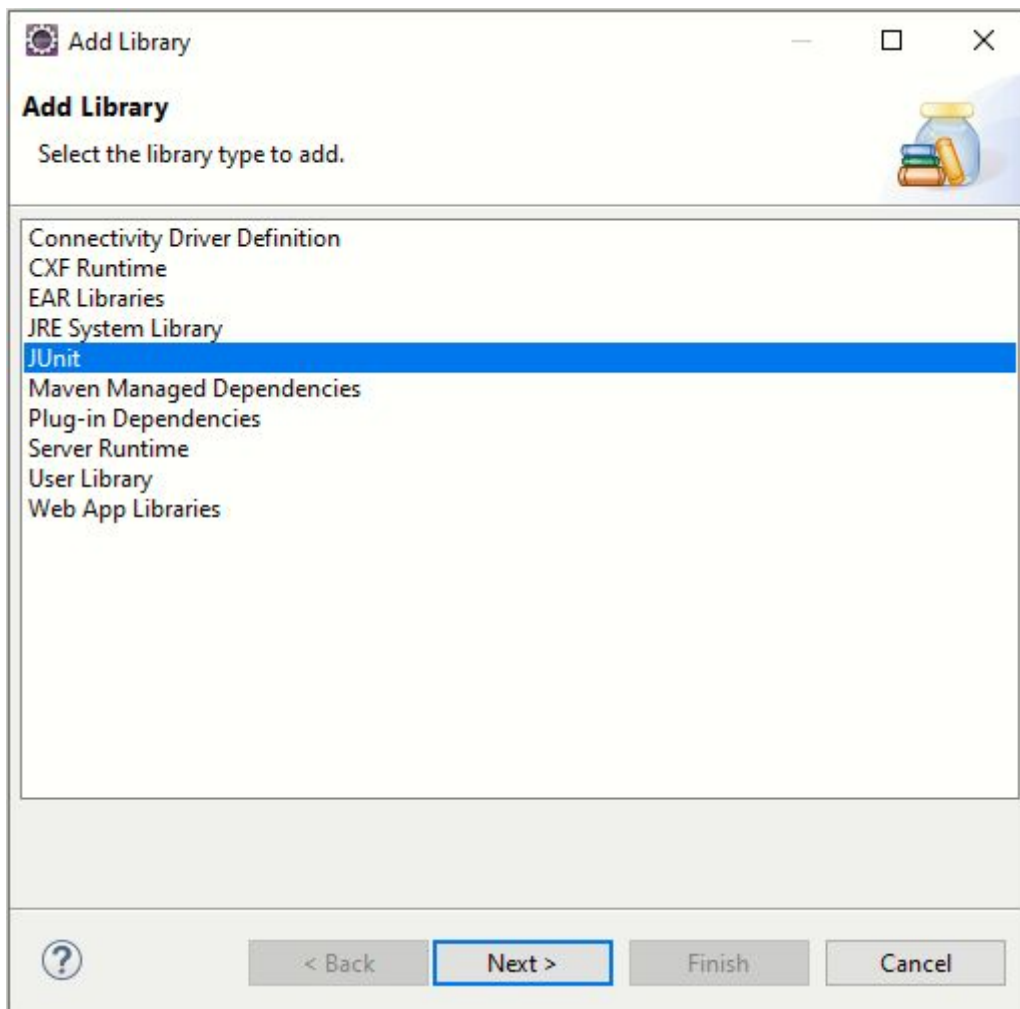 Add Library
Add Library
Select the library type to add.
Connectivity Driver Definition
CXF Runtime
EAR Libraries
JRE System Library
JUnit
Maven Managed Dependencies
Plug-in Dependencies
Server Runtime
User Library
Web App Libraries
? < Back Next > Finish Cancel